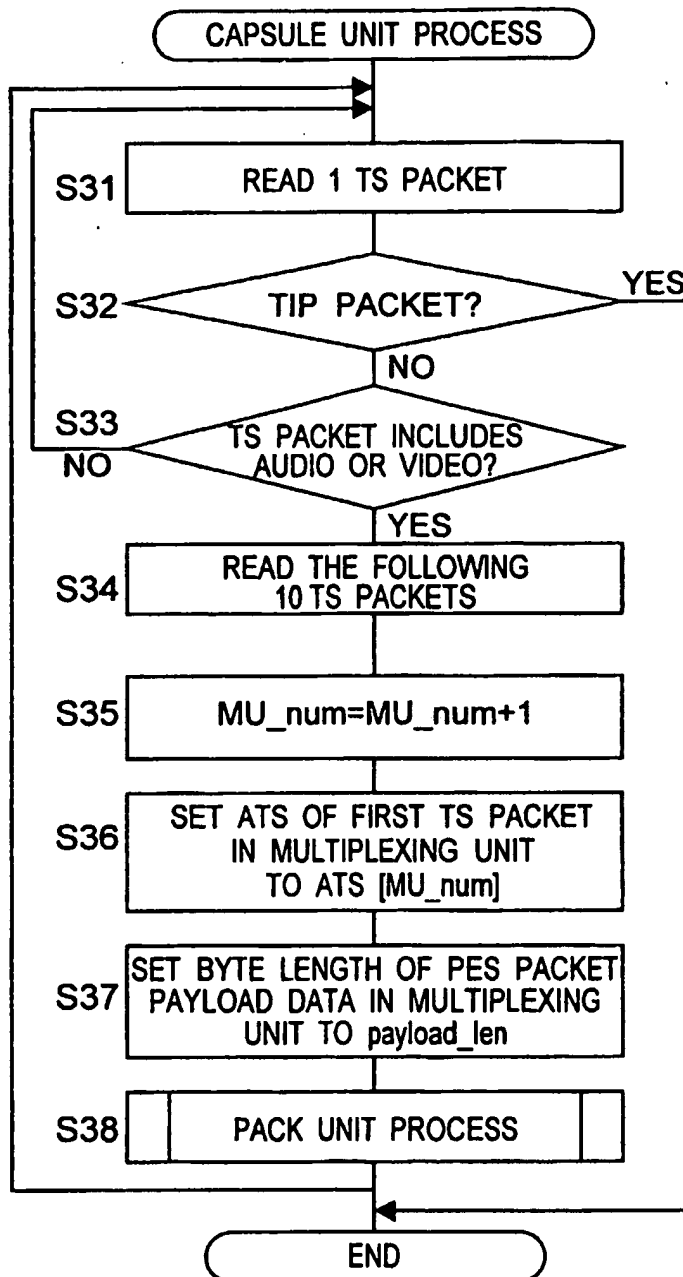 CAPSULE UNIT PROCESS
S31
READ 1 TS PACKET
S32
TIP PACKET?
YES
NO
S33
TS PACKET INCLUDES
AUDIO OR VIDEO?
NO
YES
S34
READ THE FOLLOWING
10 TS PACKETS
S35
MU_num=MU_num+1
S36
SET ATS OF FIRST TS PACKET
IN MULTIPLEXING UNIT
TO ATS [MU_num]
S37
SET BYTE LENGTH OF PES PACKET
PAYLOAD DATA IN MULTIPLEXING
UNIT TO payload_len
S38
PACK UNIT PROCESS
END